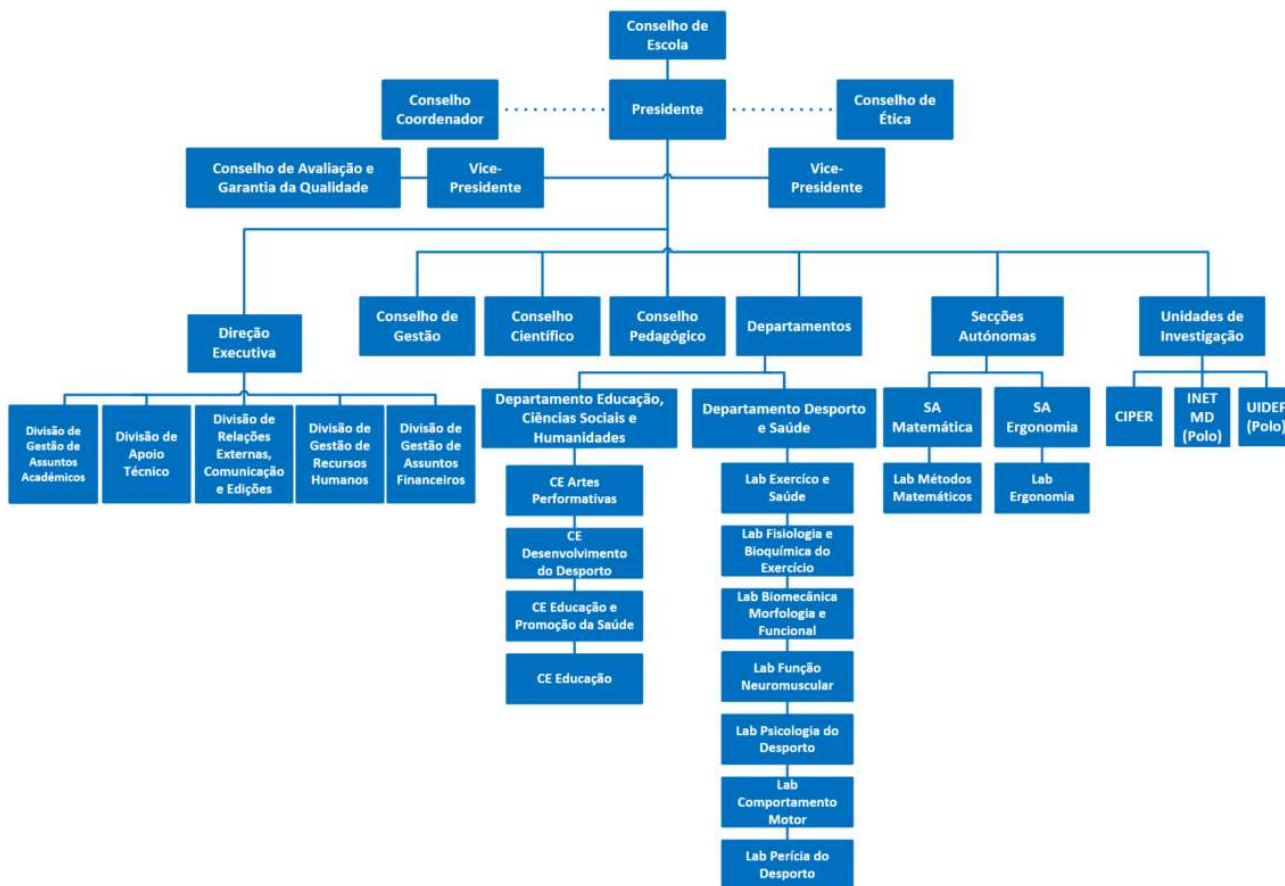 Conselho de
Escola
Conselho
Coordenador
Presidente
Conselho de
Ética
Conselho de Avaliação e
Garantia da Qualidade
Vice-
Presidente
Vice-
Presidente
Direção
Executiva
Conselho de
Gestão
Conselho
Científico
Conselho
Pedagógico
Departamentos
Secções
Autónomas
Unidades de
Investigação
Divisão de
Gestão de
Assuntos
Académicos
Divisão de
Apoio
Técnico
Divisão de
Relações
Externas,
Comunicação
e Edições
Divisão de
Gestão de
Recursos
Humanos
Divisão de
Gestão de
Assuntos
Financeiros
Departamento Educação,
Ciências Sociais e
Humanidades
Departamento Desporto
e Saúde
SA
Matemática
SA
Ergonomia
CIPER
INET
MD
(Polo)
UIDEF
(Polo)
CE Artes
Performativas
CE
Desenvolvimento
do Desporto
CE Educação e
Promoção da Saúde
CE Educação
Lab Exercíco e
Saúde
Lab Fisiologia e
Bioquímica do
Exercício
Lab Biomecânica
Morfologia e
Funcional
Lab Função
Neuromuscular
Lab Psicologia do
Desporto
Lab
Comportamento
Motor
Lab Perícia do
Desporto
Lab Métodos
Matemáticos
Lab
Ergonomia